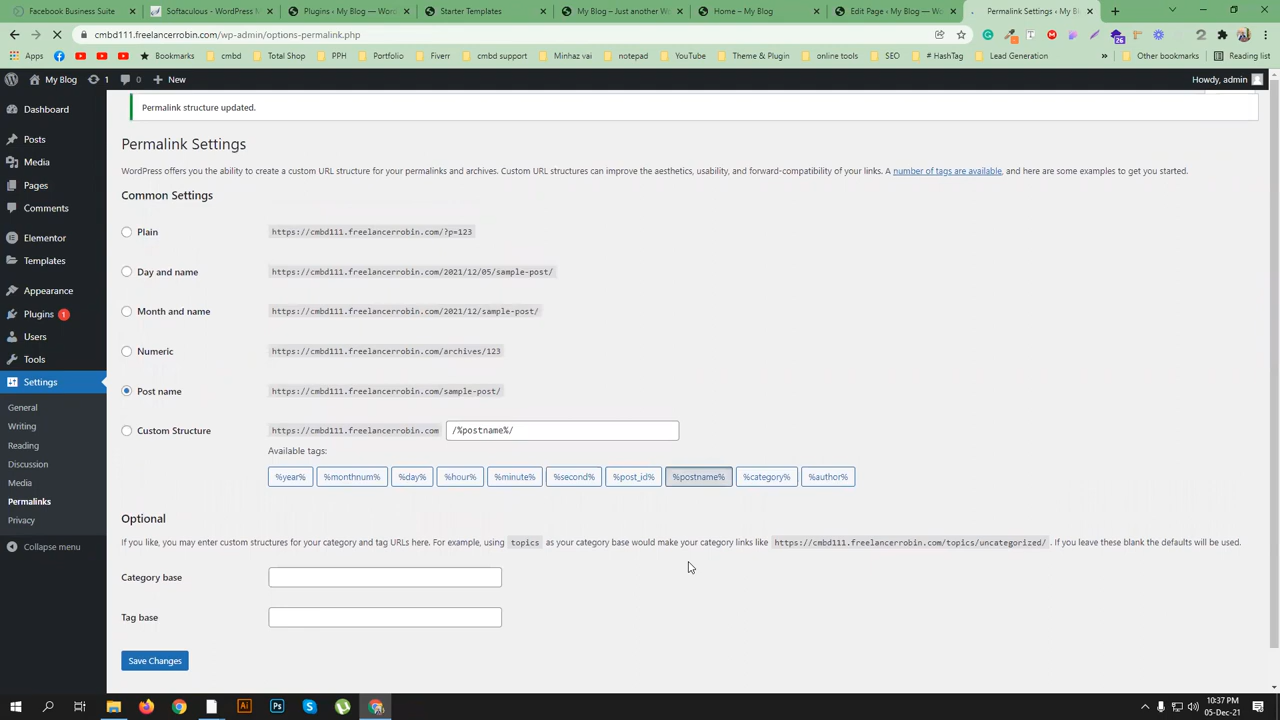 Facebook Business Suite
Starter Templates
My Blog – Just another W
Home – My Blog
Edit Page ‹ My Blog — W
Permalink Settings ‹ My B
cmbd111.freelancerrobin.com/wp-admin/options-permalink.php
Bookmarks
cmbd
Total Shop
PPH
Portfolio
Fiverr
cmbd support
Minhaz vai
notepad
YouTube
Theme & Plugin
online tools
SEO
# HashTag
Lead Generation
»
Other bookmarks
Reading list
My Blog
1
0
New
Howdy, admin
Dashboard
Posts
Media
Pages
Comments
Elementor
Templates
Appearance
Plugins 1
Users
Tools
Settings
General
Writing
Reading
Discussion
Media
Permalinks
Privacy
Collapse menu
Permalink structure updated.
Permalink Settings
WordPress offers you the ability to create a custom URL structure for your permalinks and archives. Custom URL structures can improve the aesthetics, usability, and forward-compatibility of your links. A number of tags are available, and here are some examples to get you started.
Common Settings
Plain https://cmbd111.freelancerrobin.com/?p=123
Day and name https://cmbd111.freelancerrobin.com/2021/12/05/sample-post/
Month and name https://cmbd111.freelancerrobin.com/2021/12/sample-post/
Numeric https://cmbd111.freelancerrobin.com/archives/123
Post name https://cmbd111.freelancerrobin.com/sample-post/
Custom Structure https://cmbd111.freelancerrobin.com /%postname%/
Available tags:
%year% %monthnum% %day% %hour% %minute% %second% %post_id% %postname% %category% %author%
Optional
If you like, you may enter custom structures for your category and tag URLs here. For example, using topics as your category base would make your category links like https://cmbd111.freelancerrobin.com/topics/uncategorized/ . If you leave these blank the defaults will be used.
Category base
Tag base
Save Changes
10:37 PM
05-Dec-21